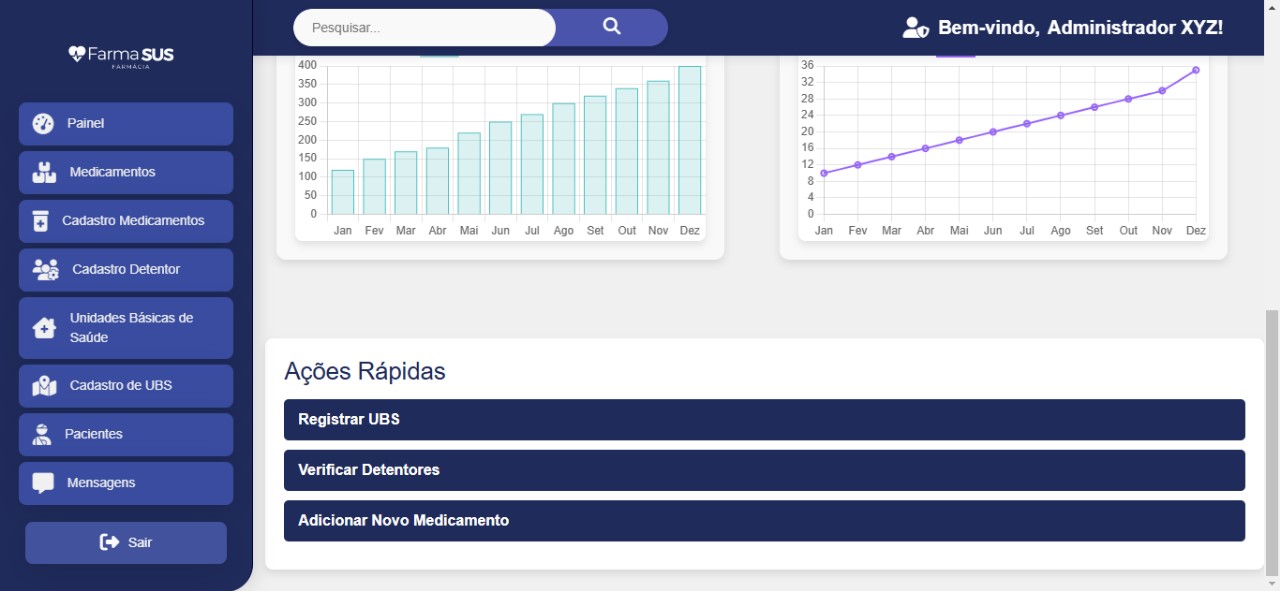 Farma SUS
FARMÁCIA
Painel
Medicamentos
Cadastro Medicamentos
Cadastro Detentor
Unidades Básicas de
Saúde
Cadastro de UBS
Pacientes
Mensagens
Sair
Pesquisar...
Bem-vindo, Administrador XYZ!
400
350
300
250
200
150
100
50
0
Jan Fev Mar Abr Mai Jun Jul Ago Set Out Nov Dez
36
32
28
24
20
16
12
8
4
0
Jan Fev Mar Abr Mai Jun Jul Ago Set Out Nov Dez
Ações Rápidas
Registrar UBS
Verificar Detentores
Adicionar Novo Medicamento